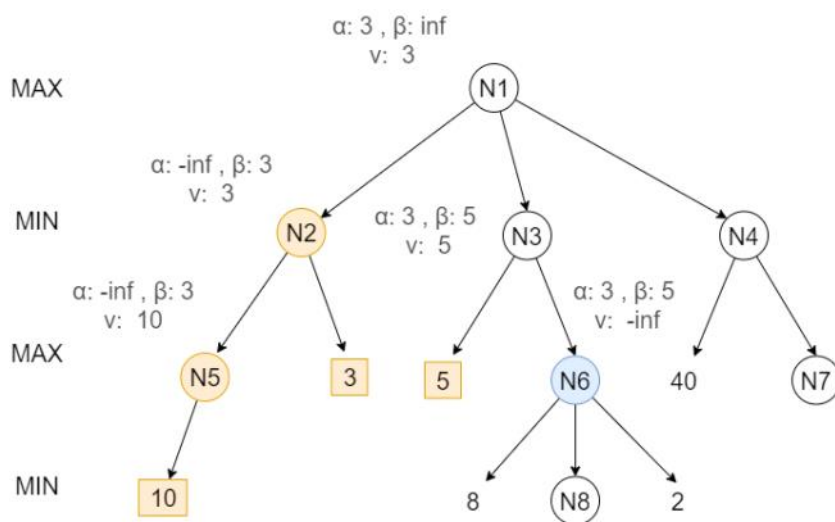 α: 3 , β: inf
v: 3
MAX
N1
α: -inf , β: 3
v: 3
MIN
N2
α: 3 , β: 5
v: 5
N3
N4
α: -inf , β: 3
v: 10
α: 3 , β: 5
v: -inf
MAX
N5
3
5
N6
40
N7
MIN
10
8
N8
2